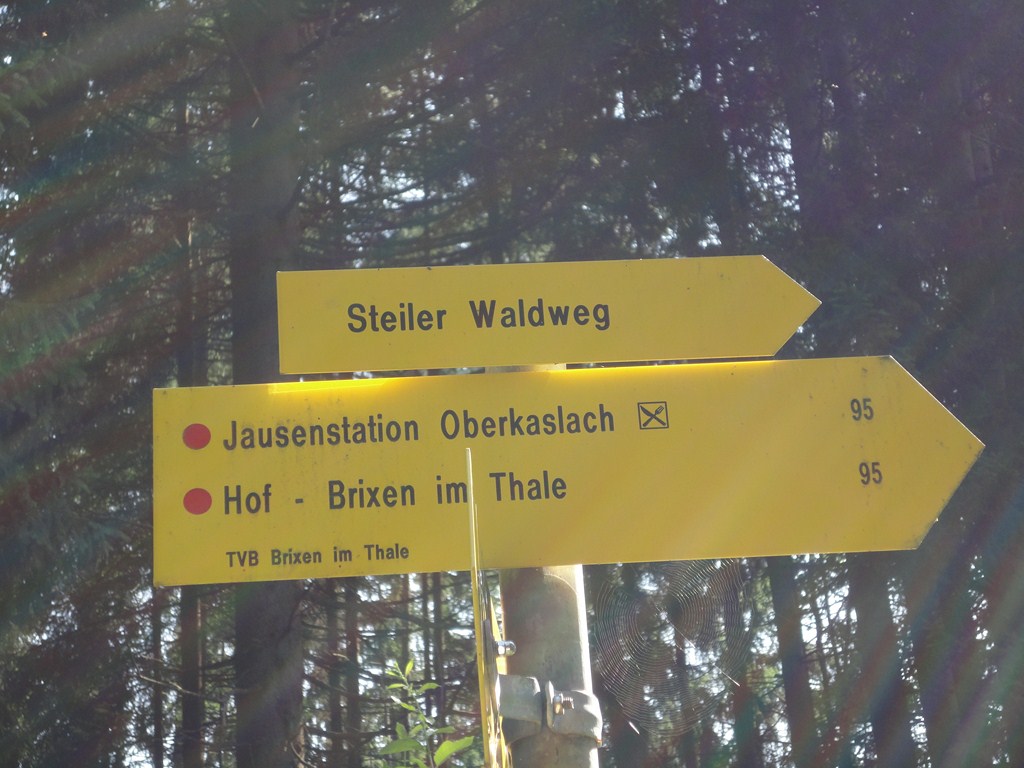 Steiler Waldweg
Jausenstation Oberkaslach 95
Hof - Brixen im Thale 95
TVB Brixen im Thale